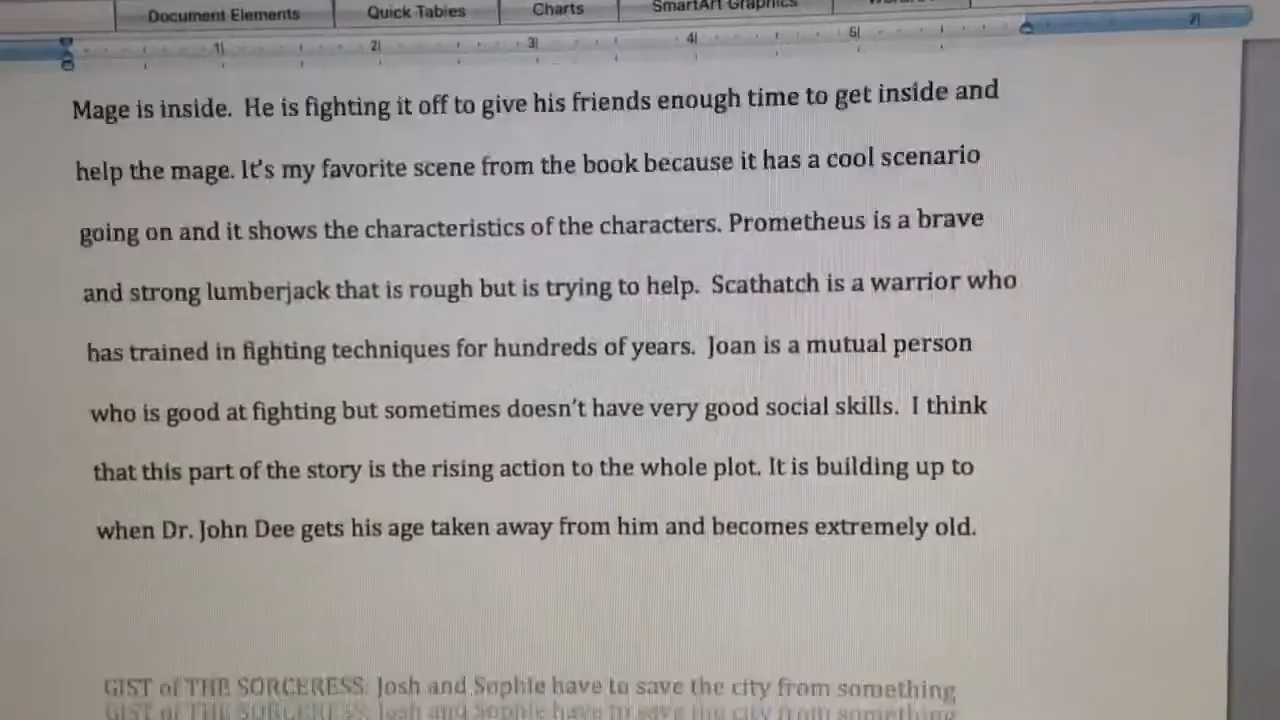 Document Elements Quick Tables Charts SmartArt Graphics
1 2 3 4 5 7
Mage is inside. He is fighting it off to give his friends enough time to get inside and
help the mage. It's my favorite scene from the book because it has a cool scenario
going on and it shows the characteristics of the characters. Prometheus is a brave
and strong lumberjack that is rough but is trying to help. Scathatch is a warrior who
has trained in fighting techniques for hundreds of years. Joan is a mutual person
who is good at fighting but sometimes doesn't have very good social skills. I think
that this part of the story is the rising action to the whole plot. It is building up to
when Dr. John Dee gets his age taken away from him and becomes extremely old.
GIST of THE SORCERESS: Josh and Sophie have to save the city from something